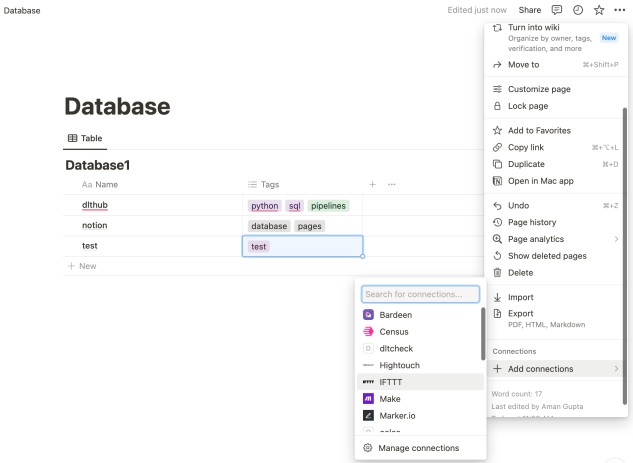 Database
Edited just now Share
Turn into wiki
Organize by owner, tags,
verification, and more
New
Move to ⌘+Shift+P
Customize page
Lock page
Add to Favorites
Copy link ⌘+⌥+L
Duplicate ⌘+D
Open in Mac app
Undo ⌘+Z
Page history
Page analytics
Show deleted pages
Delete
Import
Export
PDF, HTML, Markdown
Connections
Add connections
Word count: 17
Last edited by Aman Gupta
Database
Table
Database1
Aa Name Tags
dlthub python sql pipelines
notion database pages
test test
+ New
Search for connections...
Bardeen
Census
D dltcheck
Hightouch
IFTTT
Make
Marker.io
Manage connections